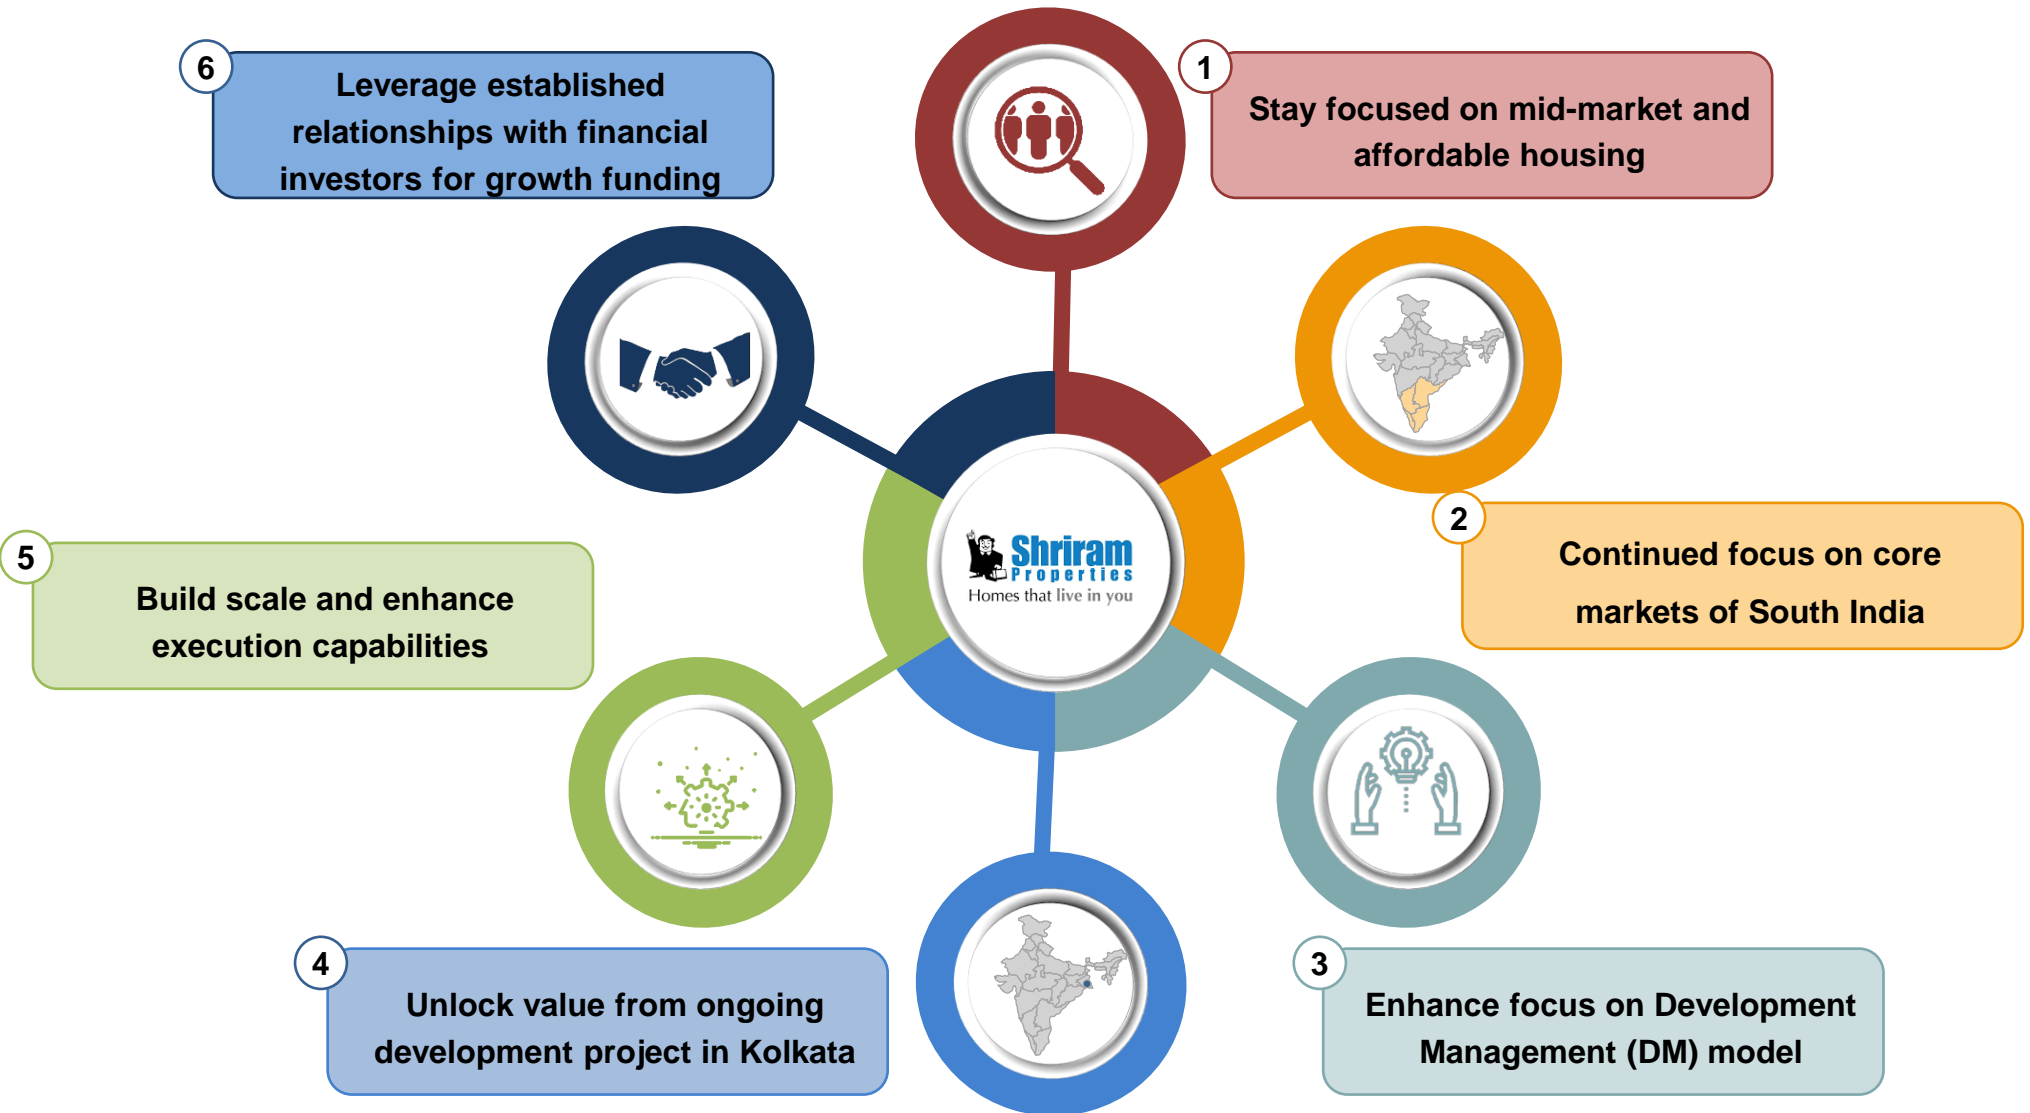 1
Stay focused on mid-market and
affordable housing
2
Continued focus on core
markets of South India
3
Enhance focus on Development
Management (DM) model
4
Unlock value from ongoing
development project in Kolkata
5
Build scale and enhance
execution capabilities
6
Leverage established
relationships with financial
investors for growth funding
Shriram
Properties
Homes that live in you